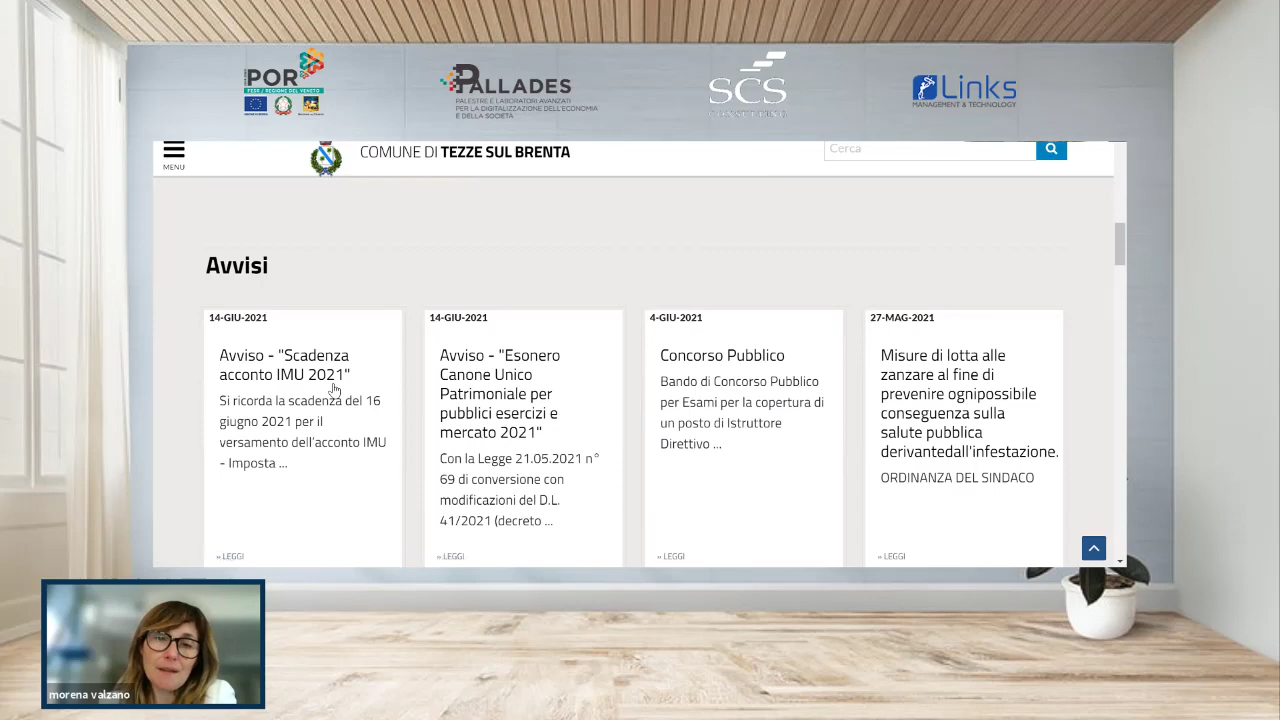 POR
FESR / REGIONE DEL VENETO
PALLADES
PALESTRE E LABORATORI AVANZATI
PER LA DIGITALIZZAZIONE DELL'ECONOMIA
E DELLA SOCIETÀ
SCS
CONSULTING
Links
MANAGEMENT & TECHNOLOGY
MENU
COMUNE DI TEZZE SUL BRENTA
Cerca
Avvisi
14-GIU-2021
Avviso - "Scadenza
acconto IMU 2021"
Si ricorda la scadenza del 16
giugno 2021 per il
versamento dell'acconto IMU
- Imposta ...
» LEGGI
14-GIU-2021
Avviso - "Esonero
Canone Unico
Patrimoniale per
pubblici esercizi e
mercato 2021"
Con la Legge 21.05.2021 n°
69 di conversione con
modificazioni del D.L.
41/2021 (decreto ...
» LEGGI
4-GIU-2021
Concorso Pubblico
Bando di Concorso Pubblico
per Esami per la copertura di
un posto di Istruttore
Direttivo ...
» LEGGI
27-MAG-2021
Misure di lotta alle
zanzare al fine di
prevenire ognipossibile
conseguenza sulla
salute pubblica
derivantedall'infestazione.
ORDINANZA DEL SINDACO
» LEGGI
morena valzano